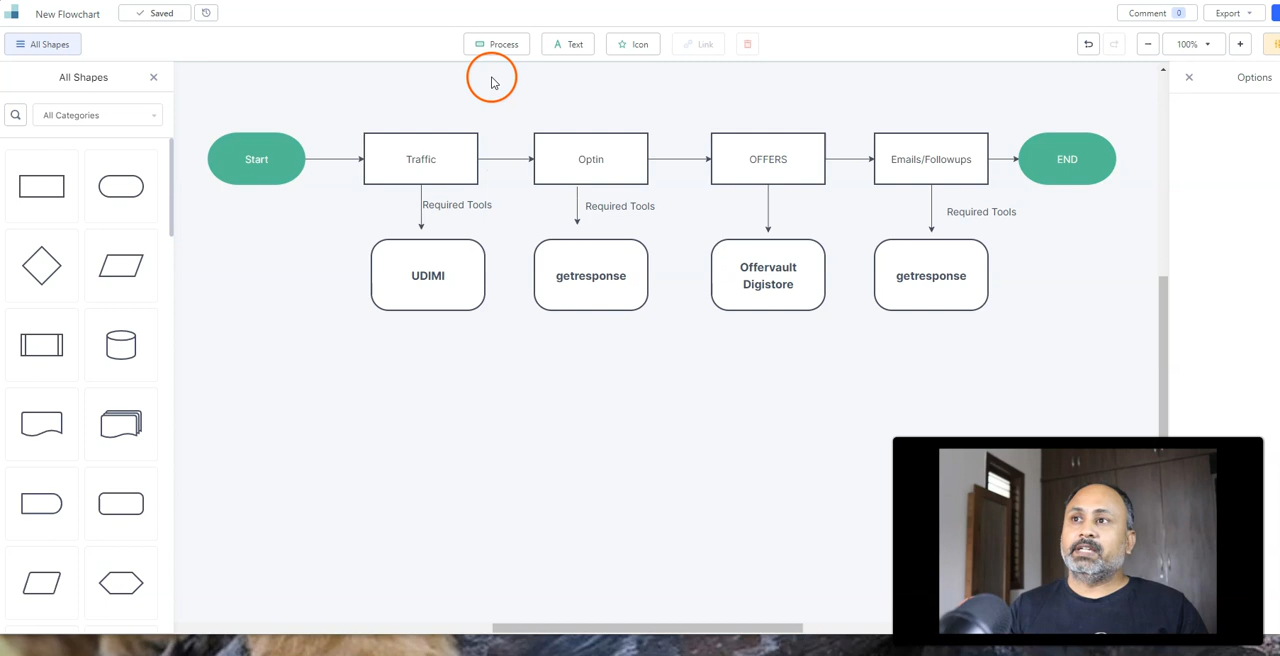 New Flowchart
Saved
Comment 0
Export
All Shapes
Process
Text
Icon
Link
100%
All Shapes
Options
All Categories
Start
Traffic
Optin
OFFERS
Emails/Followups
END
Required Tools
Required Tools
Required Tools
UDIMI
getresponse
Offervault
Digistore
getresponse